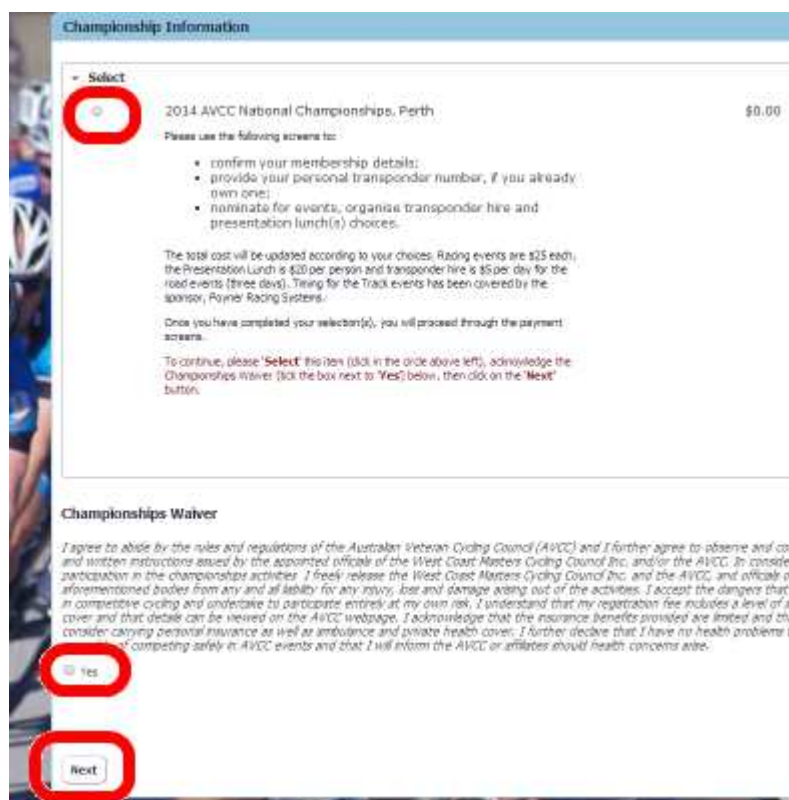 Championship Information
Select
2014 AVCC National Championships, Perth $0.00
Please use the following screens to:
• confirm your membership details;
• provide your personal transponder number, if you already
own one;
• nominate for events, organise transponder hire and
presentation lunch(s) choices.
The total cost will be updated according to your choices. Racing events are $25 each,
the Presentation Lunch is $20 per person and transponder hire is $5 per day for the
road events (three days). Timing for the Track events has been covered by the
sponsor, Poyner Racing Systems.
Once you have completed your selection(s), you will proceed through the payment
screens.
To continue, please 'Select' this item (click in the circle above left), acknowledge the
Championships Waiver (tick the box next to 'Yes') below, then click on the 'Next'
button.
Championships Waiver
I agree to abide by the rules and regulations of the Australian Veteran Cycling Council (AVCC) and I further agree to observe and
and written instructions issued by the appointed officials of the West Coast Masters Cycling Council Inc. and/or the AVCC. In
participation in the championships activities I freely release the West Coast Masters Cycling Council Inc. and the AVCC, and officials
aforementioned bodies from any and all liability for any injury, loss and damage arising out of the activities. I accept the dangers that
in competitive cycling and undertake to participate entirely at my own risk. I understand that my registration fee includes a level of
cover and that details can be viewed on the AVCC webpage. I acknowledge that the insurance benefits provided are limited and
consider carrying personal insurance as well as ambulance and private health cover. I further declare that I have no health problems
of competing safely in AVCC events and that I will inform the AVCC or affiliates should health concerns arise.
Yes
Next